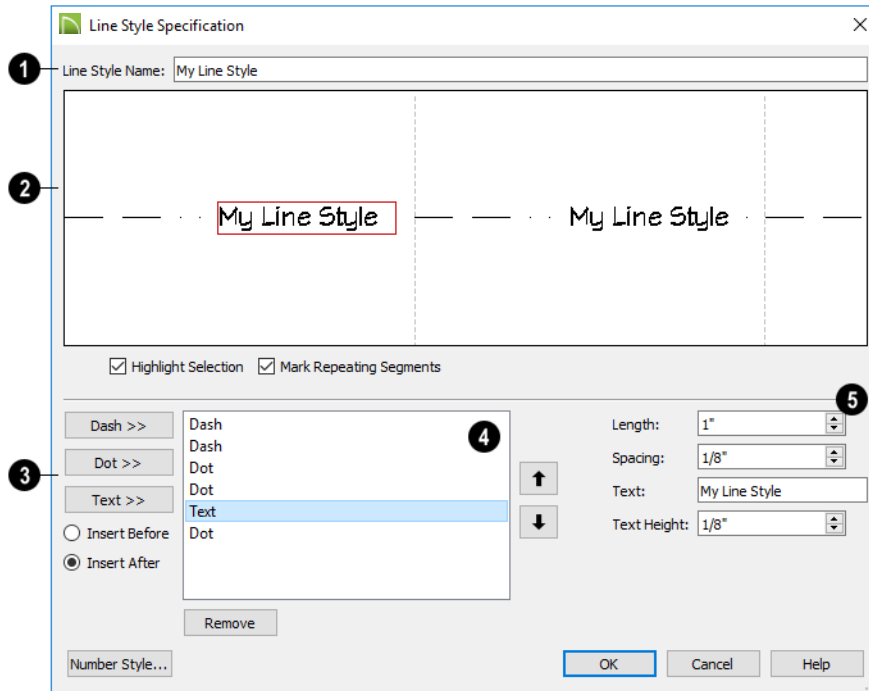 Line Style Specification
1 Line Style Name: My Line Style
2
My Line Style My Line Style
Highlight Selection Mark Repeating Segments
5
Dash >> Dash 4 Length: 1"
Dash
Dot >> Dot Spacing: 1/8"
3 Dot
Text >> Text Text: My Line Style
Insert Before Dot Text Height: 1/8"
Insert After
Remove
Number Style... OK Cancel Help